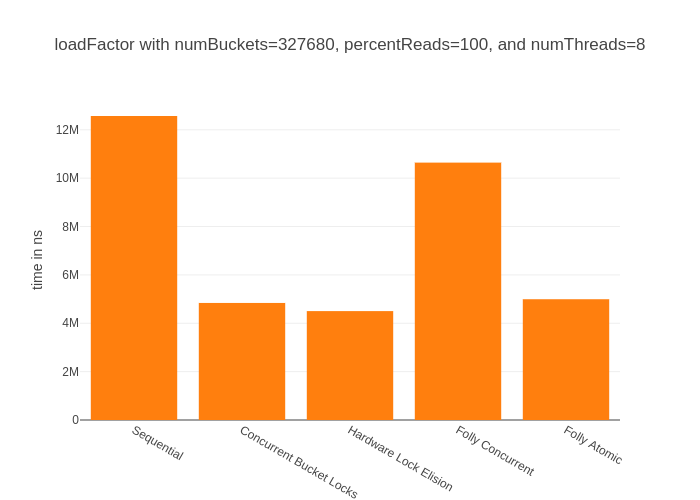 loadFactor with numBuckets=327680, percentReads=100, and numThreads=8
time in ns
12M
10M
8M
6M
4M
2M
0
Sequential
Concurrent Bucket Locks
Hardware Lock Elision
Folly Concurrent
Folly Atomic